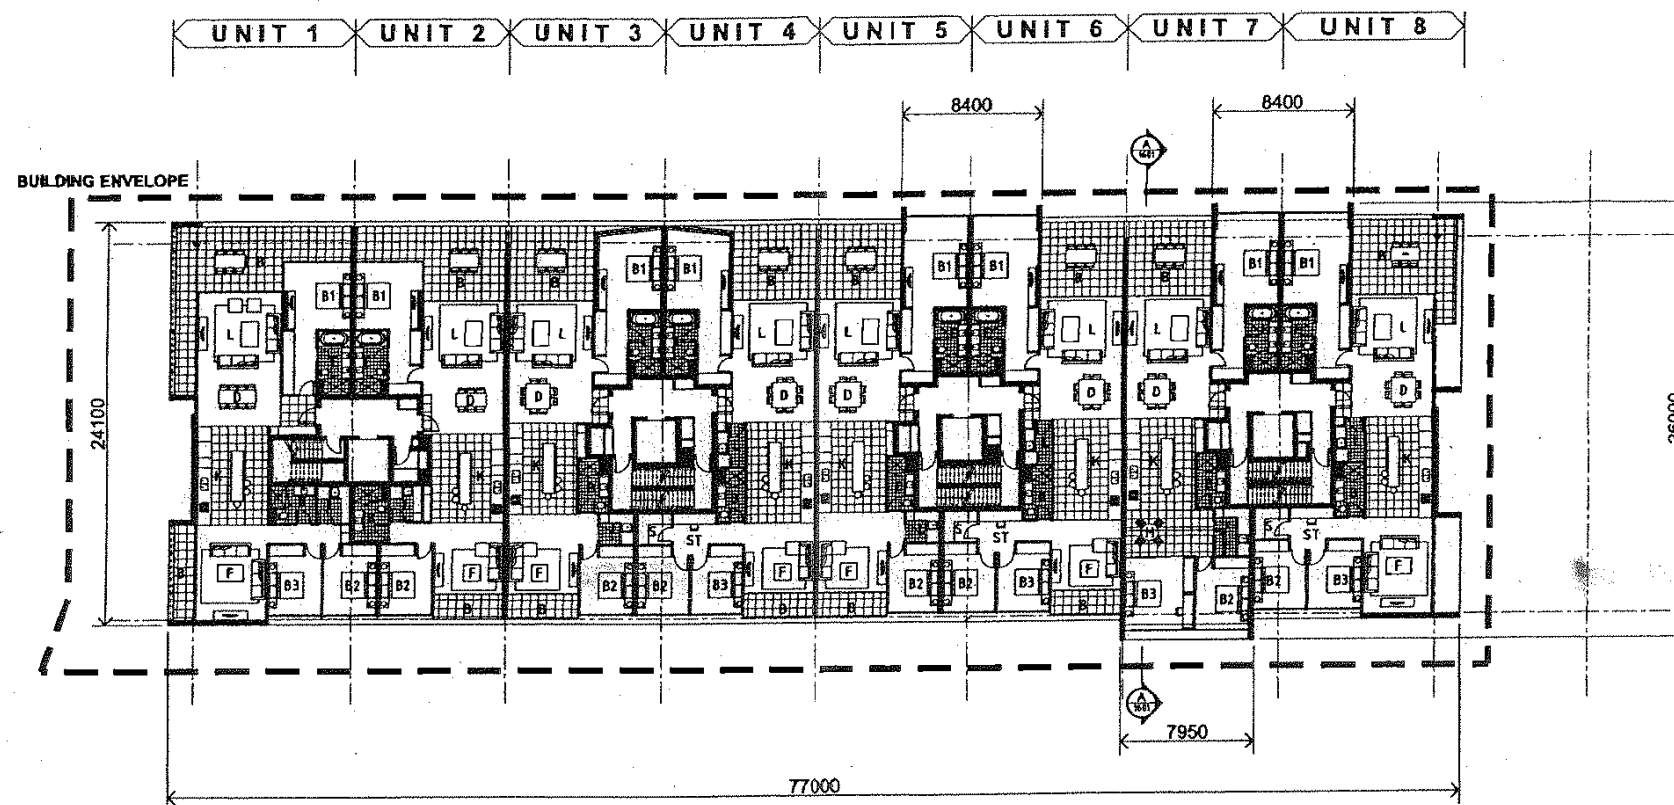 UNIT 1 UNIT 2 UNIT 3 UNIT 4 UNIT 5 UNIT 6 UNIT 7 UNIT 8
8400 8400
A
A
BUILDING ENVELOPE
B B B B B B
B1 B1 B1 B1 B1 B1 B1 B1
L L L L L L L L
D D D D D D D D
24100
26000
K K K K K K K K
S ST S ST M S ST
F B3 B2 B2 F F B2 B2 B3 F F B2 B2 B3 F B3 B2 B2 B3 F
B B B B B B
7950
77000